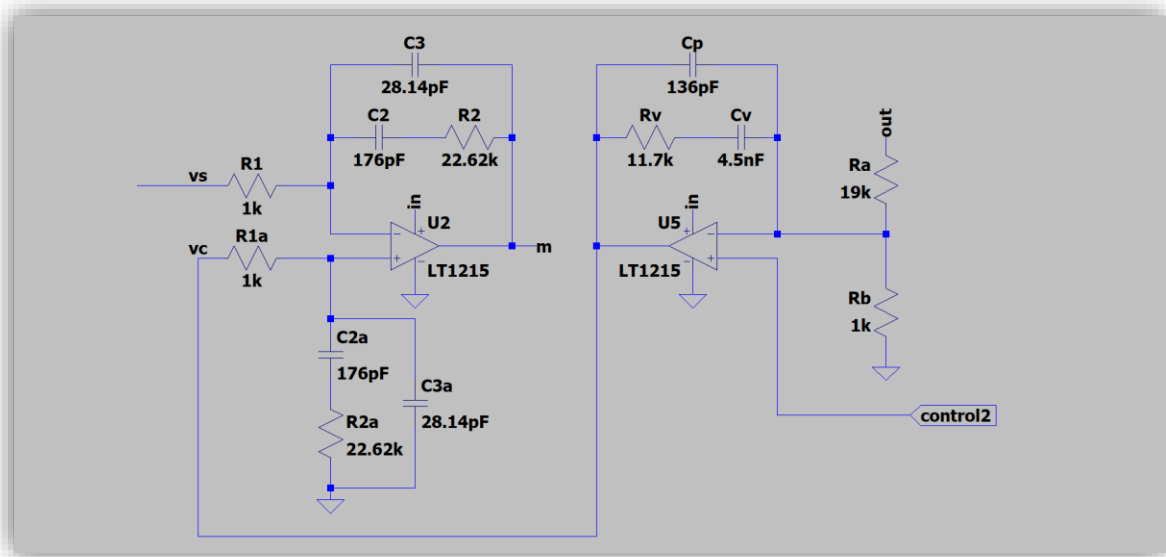 C3
28.14pF
C2
R2
176pF
22.62k
vs
R1
1k
in
U2
vc
R1a
1k
LT1215
m
C2a
176pF
C3a
28.14pF
R2a
22.62k
Cp
136pF
Rv
Cv
11.7k
4.5nF
in
U5
LT1215
out
Ra
19k
Rb
1k
control2